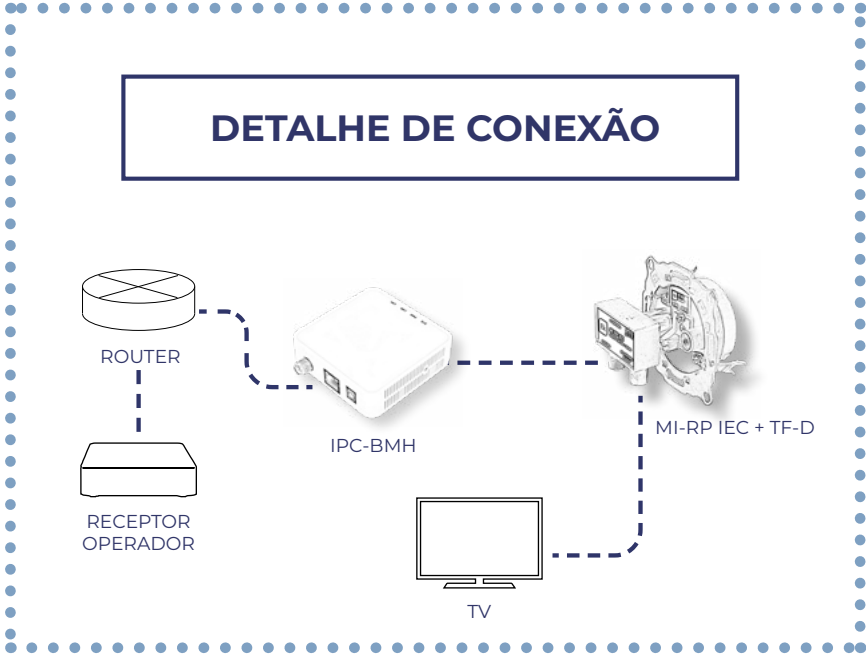 DETALHE DE CONEXÃO
ROUTER
IPC-BMH
MI-RP IEC + TF-D
RECEPTOR
OPERADOR
TV